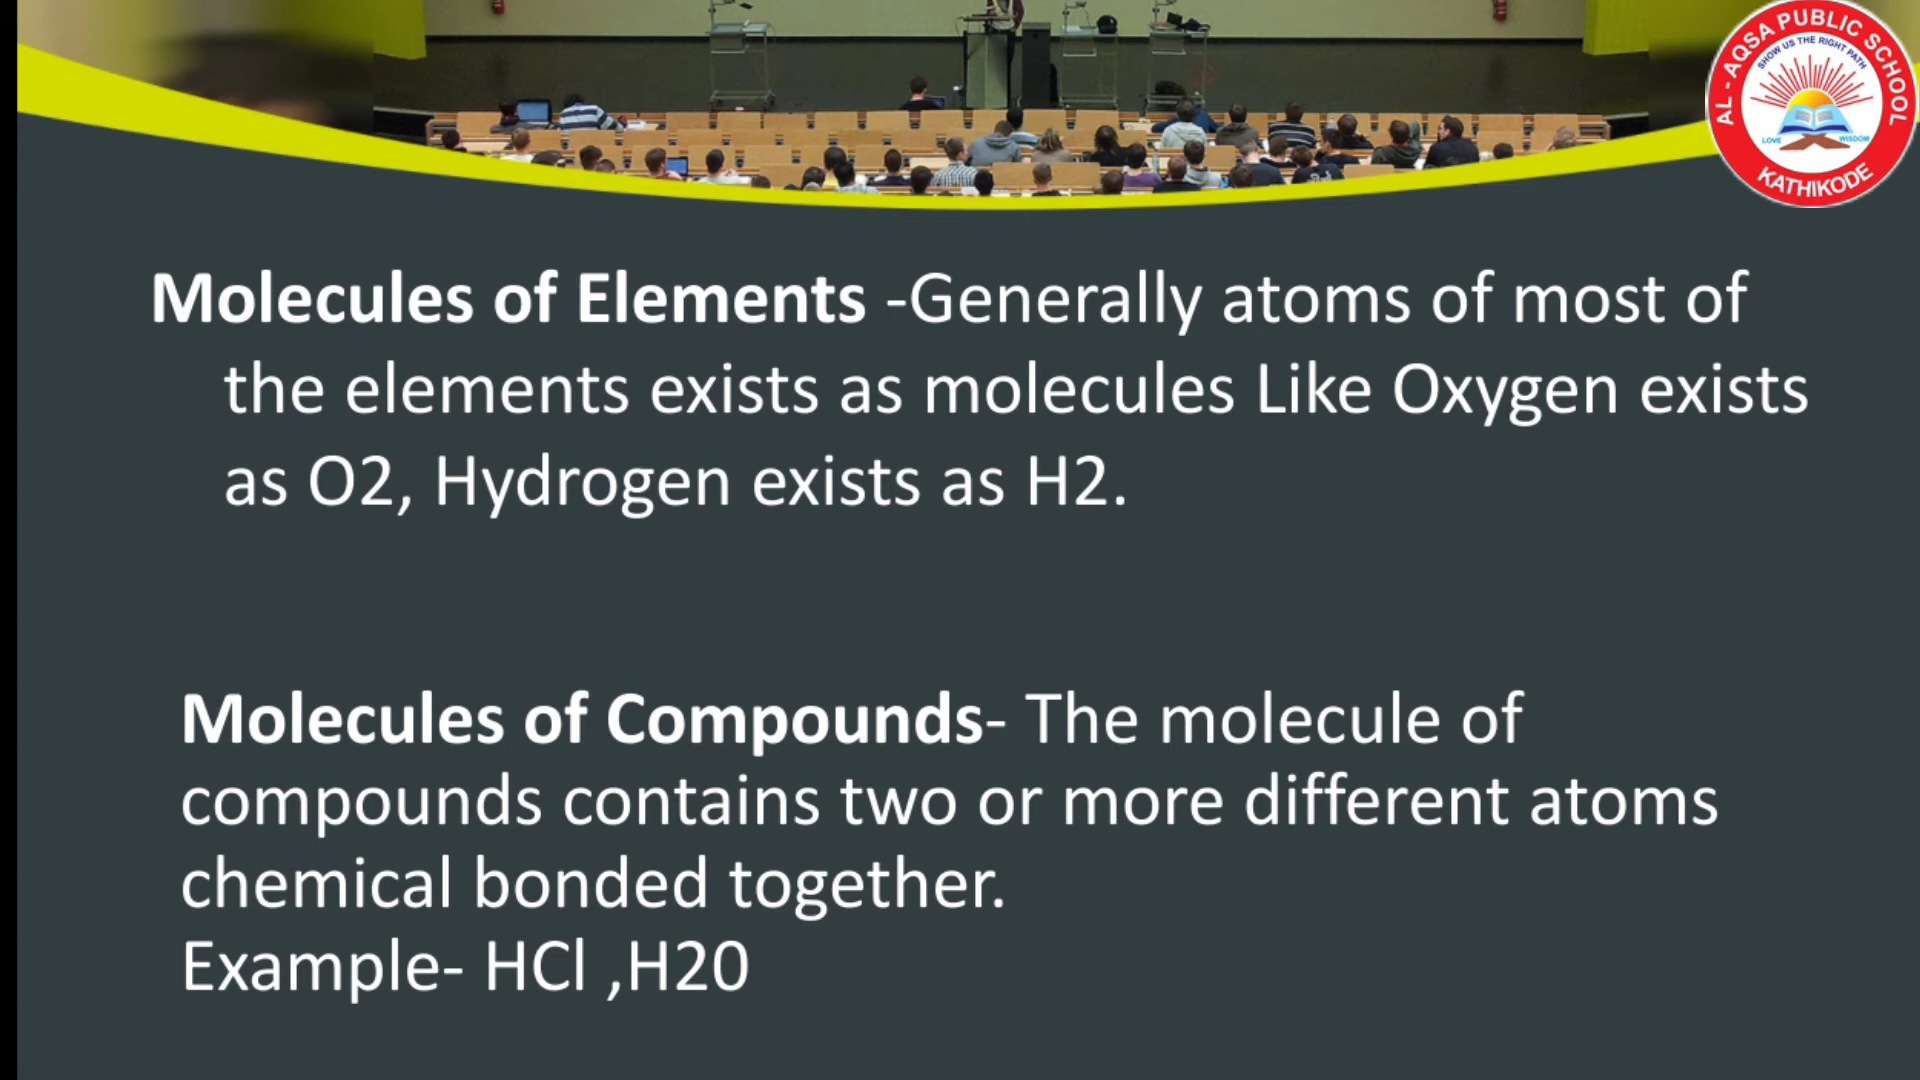 AL - AQSA PUBLIC SCHOOL
SHOW US THE RIGHT PATH
LOVE WISDOM
KATHIKODE
Molecules of Elements -Generally atoms of most of
the elements exists as molecules Like Oxygen exists
as O2, Hydrogen exists as H2.
Molecules of Compounds- The molecule of
compounds contains two or more different atoms
chemical bonded together.
Example- HCl ,H20